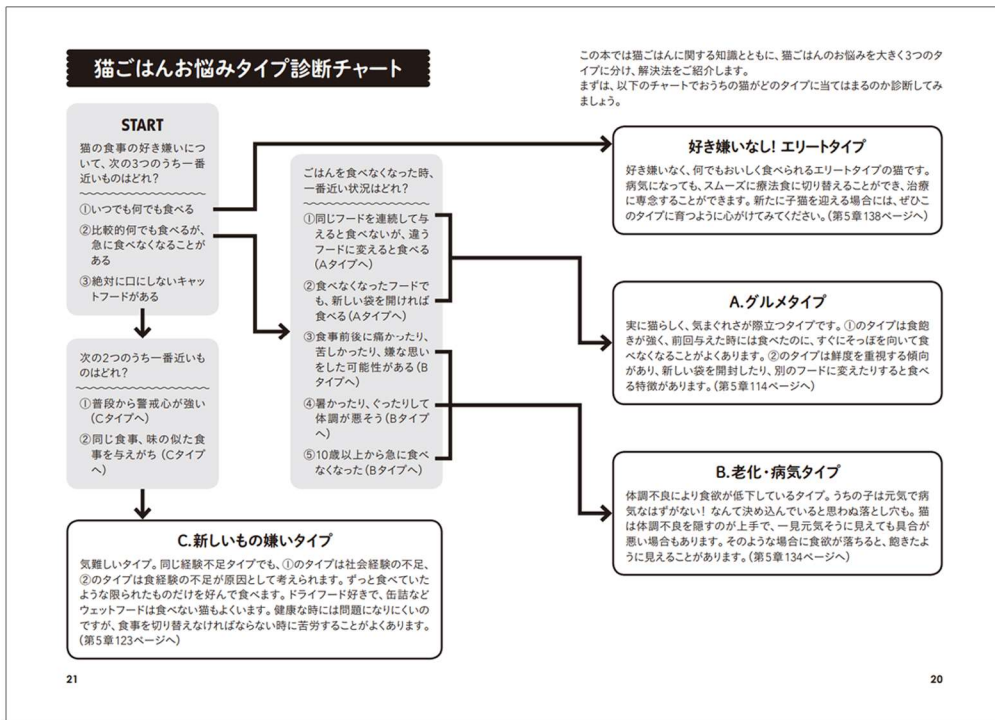 猫ごはんお悩みタイプ診断チャート
この本では猫ごはんに関する知識とともに、猫ごはんのお悩みを大きく3つのタ
イプに分け、解決法をご紹介します。
まずは、以下のチャートでおうちの猫がどのタイプに当てはまるのか診断してみ
ましょう。
START
猫の食事の好き嫌いにつ
いて、次の3つのうち一番
近いものはどれ？
①いつでも何でも食べる
②比較的何でも食べるが、
急に食べなくなることが
ある
③絶対に口にしないキャッ
トフードがある
次の2つのうち一番近いも
のはどれ？
①普段から警戒心が強い
（Cタイプへ）
②同じ食事、味の似た食
事を与えがち（Cタイプ
へ）
ごはんを食べなくなった時、
一番近い状況はどれ？
①同じフードを連続して与
えると食べないが、違う
フードに変えると食べる
（Aタイプへ）
②食べなくなったフードで
も、新しい袋を開ければ
食べる（Aタイプへ）
③食事前後に痛かったり、
苦しかったり、嫌な思い
をした可能性がある（B
タイプへ）
④暑かったり、ぐったりして
体調が悪そう（Bタイプ
へ）
⑤10歳以上から急に食べ
なくなった（Bタイプへ）
好き嫌いなし！ エリートタイプ
好き嫌いなく、何でもおいしく食べられるエリートタイプの猫です。
病気になっても、スムーズに療法食に切り替えることができ、治療
に専念することができます。新たに子猫を迎える場合には、ぜひこ
のタイプに育つように心がけてみてください。（第5章138ページへ）
A.グルメタイプ
実に猫らしく、気まぐれさが際立つタイプです。①のタイプは食飽
きが強く、前回与えた時には食べたのに、すぐにそっぽを向いて食
べなくなることがよくあります。②のタイプは鮮度を重視する傾向
があり、新しい袋を開封したり、別のフードに変えたりすると食べ
る特徴があります。（第5章114ページへ）
B.老化・病気タイプ
体調不良により食欲が低下しているタイプ。うちの子は元気で病
気なはずがない！ なんて決め込んでいると思わぬ落とし穴も。猫
は体調不良を隠すのが上手で、一見元気そうに見えても具合が
悪い場合もあります。そのような場合に食欲が落ちると、飽きたよ
うに見えることがあります。（第5章134ページへ）
C.新しいもの嫌いタイプ
気難しいタイプ。同じ経験不足タイプでも、①のタイプは社会経験の不足、
②のタイプは食経験の不足が原因として考えられます。ずっと食べていた
ような限られたものだけを好んで食べます。ドライフード好きで、缶詰など
ウェットフードは食べない猫もよくいます。健康な時には問題になりにくいの
ですが、食事を切り替えなければならない時に苦労することがよくあります。
（第5章123ページへ）
21
20